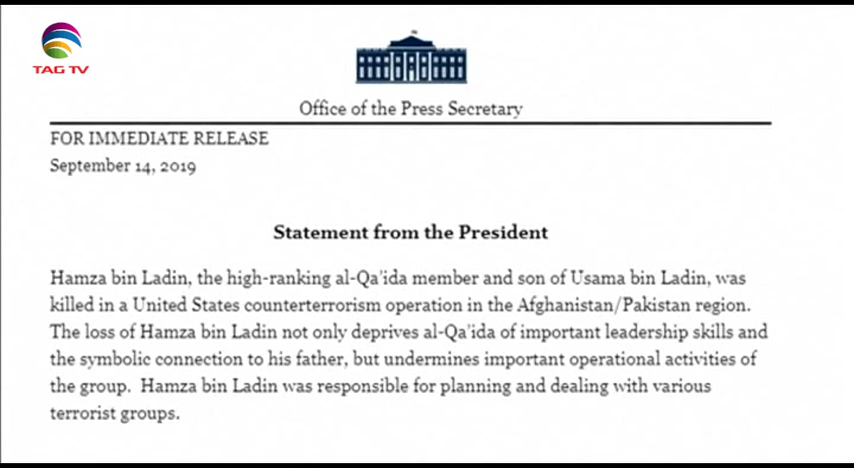 TAG TV
Office of the Press Secretary
FOR IMMEDIATE RELEASE
September 14, 2019
Statement from the President
Hamza bin Ladin, the high-ranking al-Qa’ida member and son of Usama bin Ladin, was
killed in a United States counterterrorism operation in the Afghanistan/Pakistan region.
The loss of Hamza bin Ladin not only deprives al-Qa’ida of important leadership skills and
the symbolic connection to his father, but undermines important operational activities of
the group. Hamza bin Ladin was responsible for planning and dealing with various
terrorist groups.